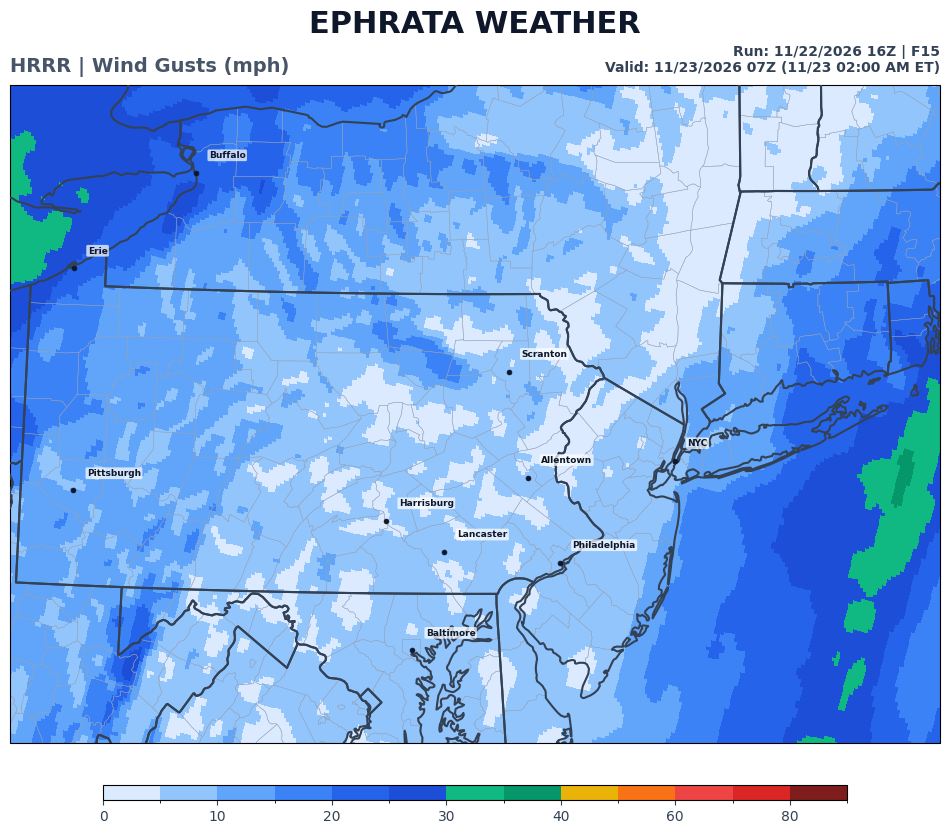 EPHRATA WEATHER
HRRR | Wind Gusts (mph)
Run: 11/22/2026 16Z | F15
Valid: 11/23/2026 07Z (11/23 02:00 AM ET)
Buffalo
Erie
Scranton
NYC
Allentown
Pittsburgh
Harrisburg
Lancaster
Philadelphia
Baltimore
0 10 20 30 40 50 60 70 80